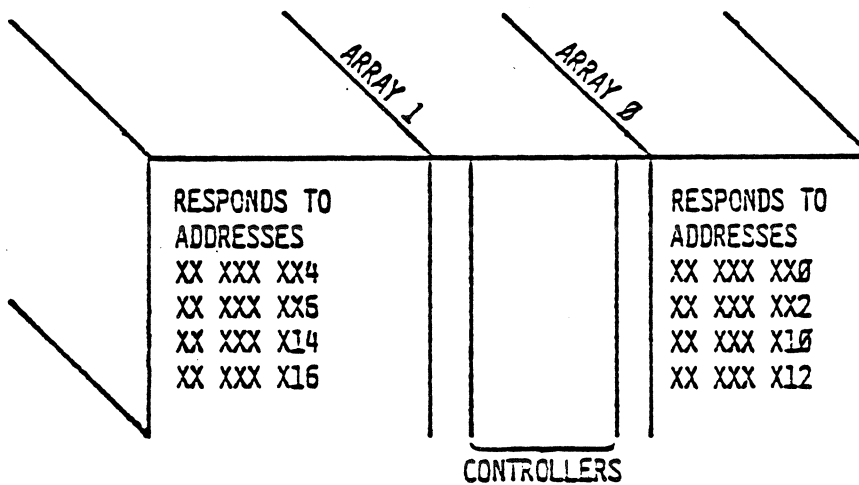 ARRAY 1
ARRAY Ø
RESPONDS TO
ADDRESSES
XX XXX XX4
XX XXX XX6
XX XXX X14
XX XXX X16
RESPONDS TO
ADDRESSES
XX XXX XXØ
XX XXX XX2
XX XXX X1Ø
XX XXX X12
CONTROLLERS